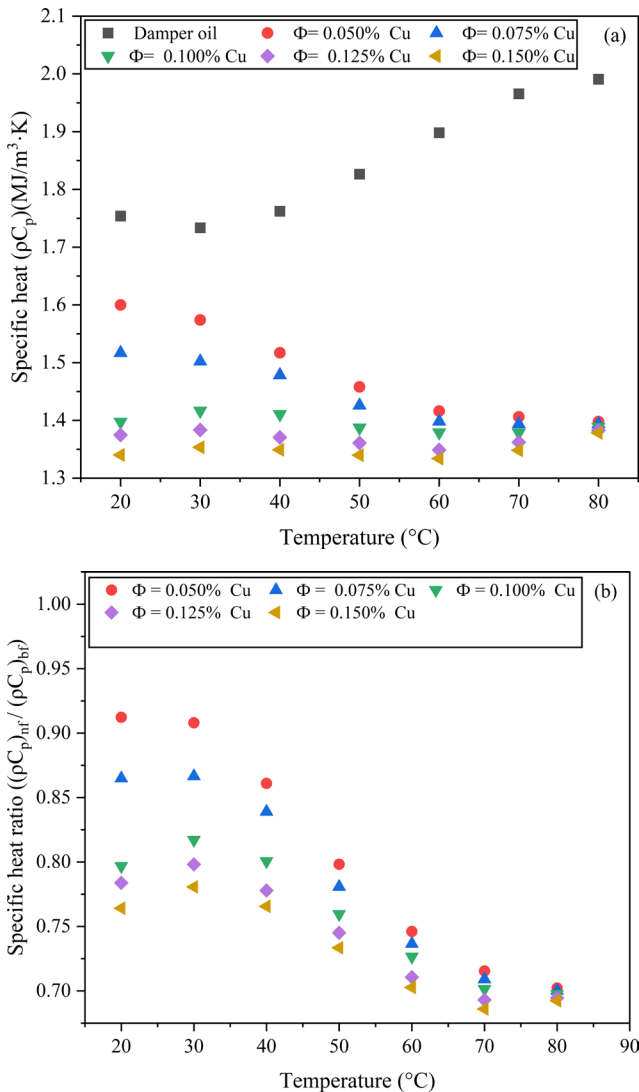 Damper oil Φ= 0.050% Cu Φ= 0.075% Cu (a)
Φ= 0.100% Cu Φ= 0.125% Cu Φ= 0.150% Cu
2.1
2.0
1.9
1.8
1.7
1.6
1.5
1.4
1.3
Specific heat (ρCp)(MJ/m³·K)
20 30 40 50 60 70 80
Temperature (°C)
Φ = 0.050% Cu Φ = 0.075% Cu Φ = 0.100% Cu (b)
Φ = 0.125% Cu Φ = 0.150% Cu
1.00
0.95
0.90
0.85
0.80
0.75
0.70
Specific heat ratio ((ρCp)nf / (ρCp)bf)
20 30 40 50 60 70 80 90
Temperature (°C)